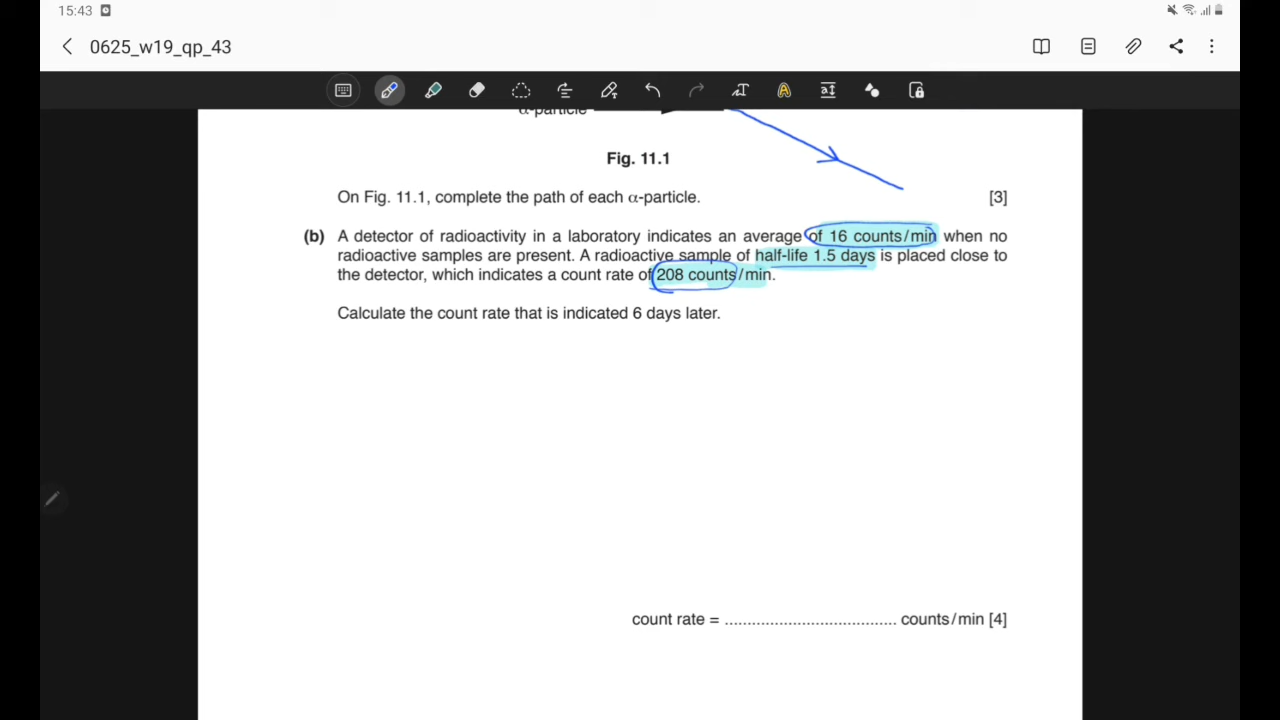 15:43
0625_w19_qp_43
α-particle
Fig. 11.1
On Fig. 11.1, complete the path of each α-particle. [3]
(b) A detector of radioactivity in a laboratory indicates an average of 16 counts/min when no
radioactive samples are present. A radioactive sample of half-life 1.5 days is placed close to
the detector, which indicates a count rate of 208 counts/min.
Calculate the count rate that is indicated 6 days later.
count rate = ...................................... counts/min [4]